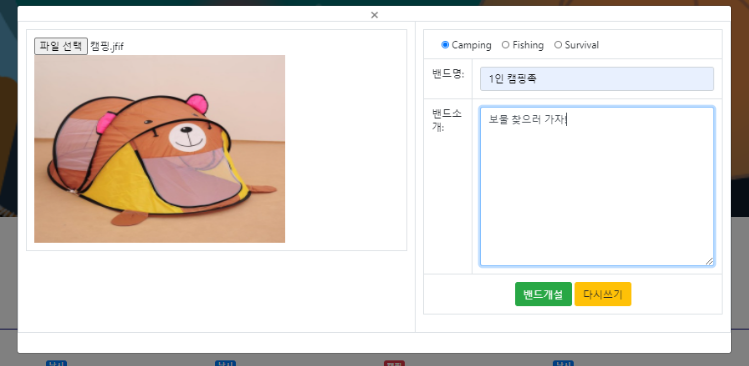 ×
파일 선택 캠핑.jfif
Camping Fishing Survival
밴드명: 1인 캠핑족
밴드소개: 보물 찾으러 가자!
밴드개설 다시쓰기